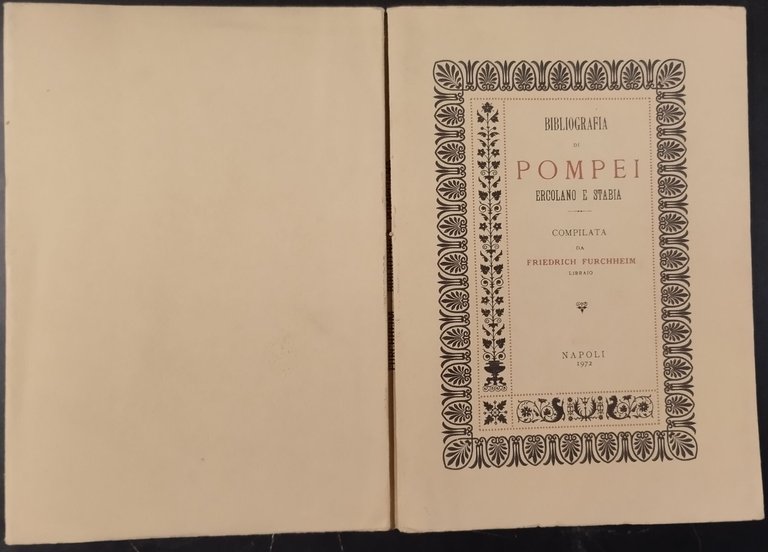 BIBLIOGRAFIA
DI
POMPEI
ERCOLANO E STABIA
COMPILATA
DA
FRIEDRICH FURCHHEIM
LIBRAIO
NAPOLI
1972